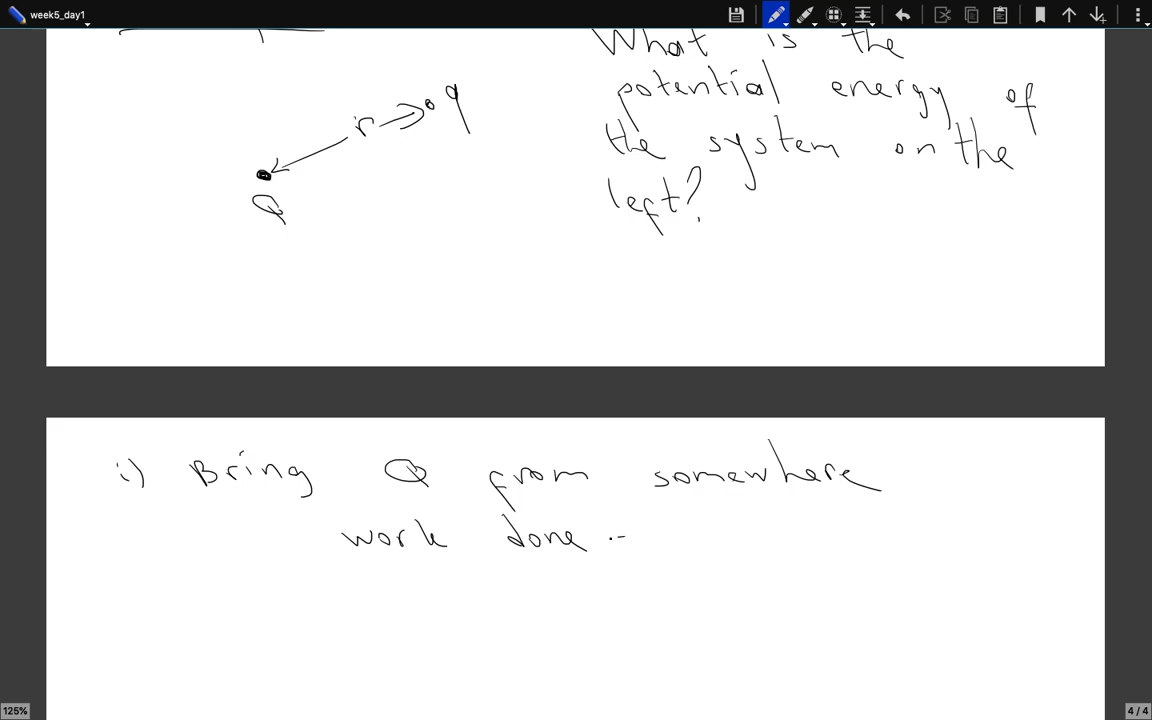 week5_day1
What is the
potential energy of
the system on the
left?
r
q
Q
i) Bring Q from somewhere
work done
125%
4 / 4